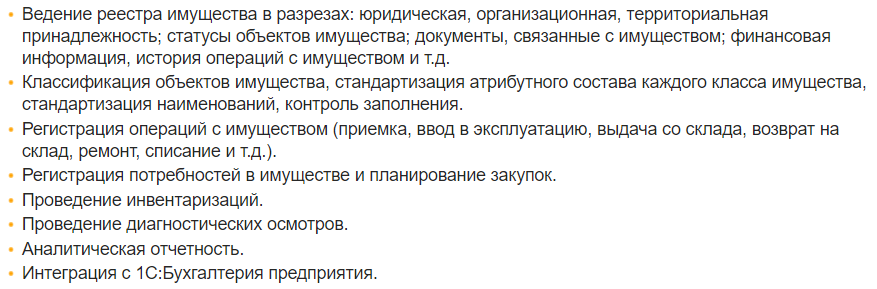 • Ведение реестра имущества в разрезах: юридическая, организационная, территориальная
принадлежность; статусы объектов имущества; документы, связанные с имуществом; финансовая
информация, история операций с имуществом и т.д.
• Классификация объектов имущества, стандартизация атрибутного состава каждого класса имущества,
стандартизация наименований, контроль заполнения.
• Регистрация операций с имуществом (приемка, ввод в эксплуатацию, выдача со склада, возврат на
склад, ремонт, списание и т.д.).
• Регистрация потребностей в имуществе и планирование закупок.
• Проведение инвентаризаций.
• Проведение диагностических осмотров.
• Аналитическая отчетность.
• Интеграция с 1С:Бухгалтерия предприятия.